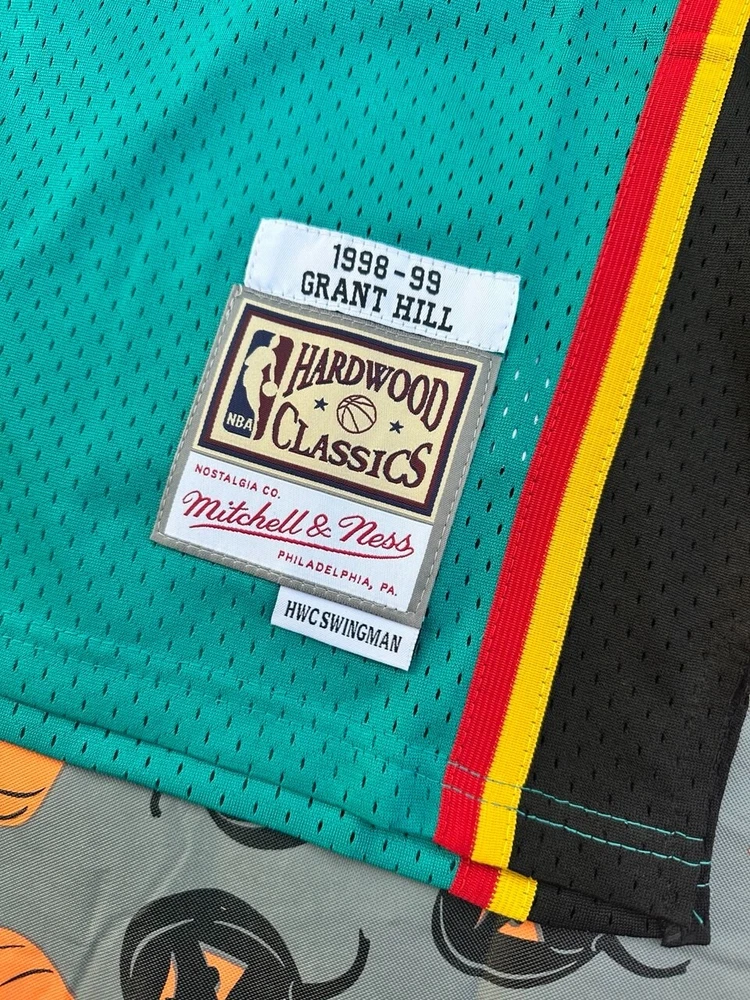 1998-99
GRANT HILL
HARDWOOD
NBA
CLASSICS
NOSTALGIA CO.
Mitchell & Ness
PHILADELPHIA, PA.
HWC SWINGMAN